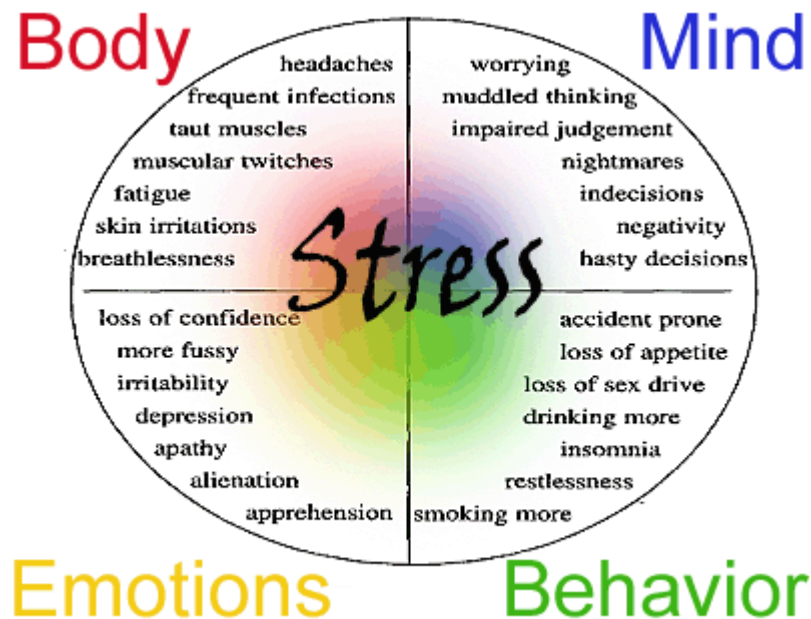 Body
headaches
frequent infections
taut muscles
muscular twitches
fatigue
skin irritations
breathlessness
Mind
worrying
muddled thinking
impaired judgement
nightmares
indecisions
negativity
hasty decisions
Stress
loss of confidence
more fussy
irritability
depression
apathy
alienation
apprehension
Emotions
accident prone
loss of appetite
loss of sex drive
drinking more
insomnia
restlessness
smoking more
Behavior